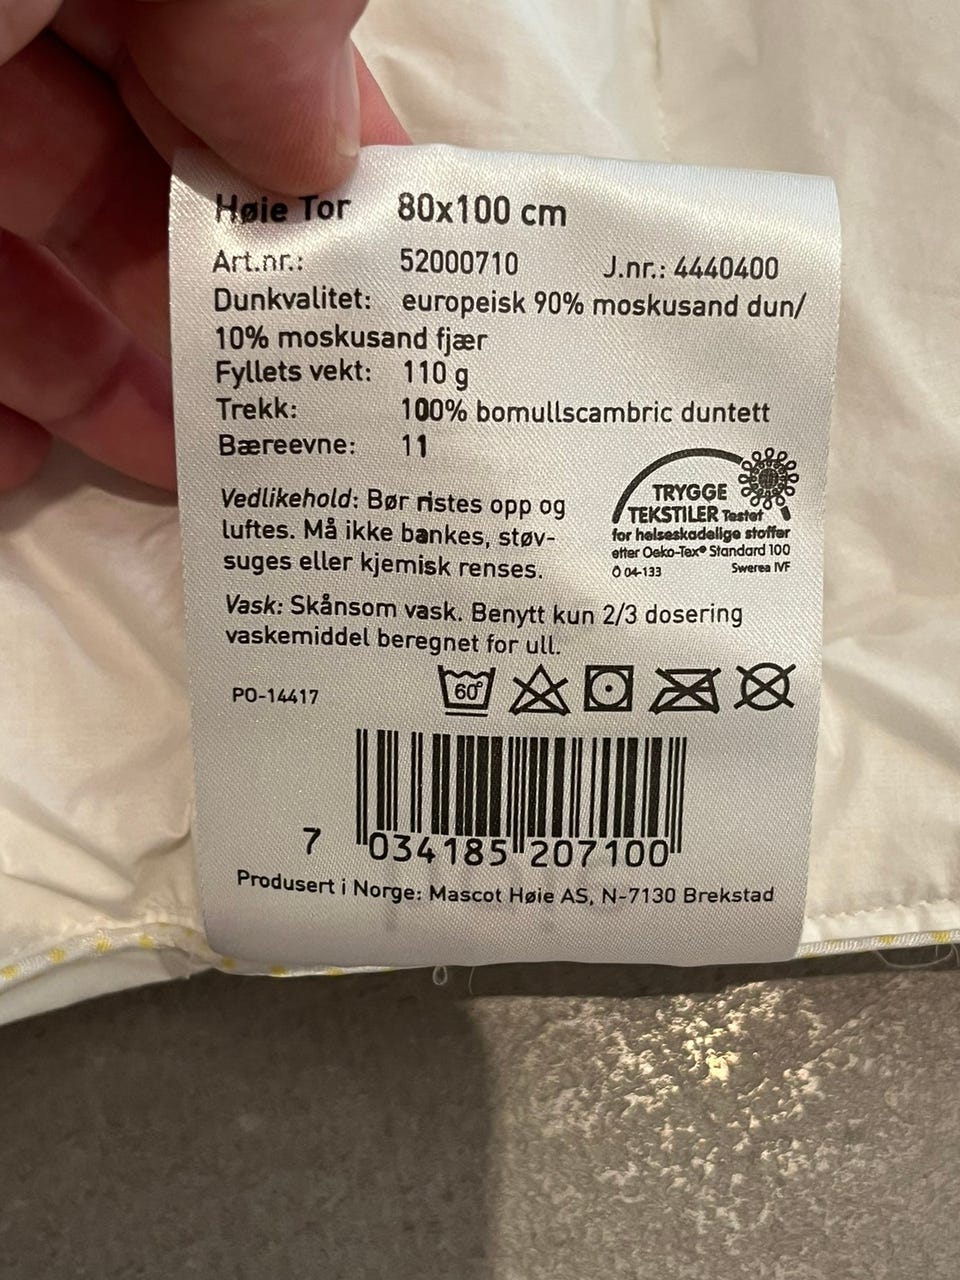 Høie Tor 80x100 cm
Art.nr.: 52000710 J.nr.: 4440400
Dunkvalitet: europeisk 90% moskusand dun/
10% moskusand fjær
Fyllets vekt: 110 g
Trekk: 100% bomullscambric duntett
Bæreevne: 11
Vedlikehold: Bør ristes opp og
luftes. Må ikke bankes, støv-
suges eller kjemisk renses.
TRYGGE
TEKSTILER Testet
for helseskadelige stoffer
etter Oeko-Tex® Standard 100
Ö 04-133 Swerea IVF
Vask: Skånsom vask. Benytt kun 2/3 dosering
vaskemiddel beregnet for ull.
PO-14417 60°
7 034185 207100
Produsert i Norge: Mascot Høie AS, N-7130 Brekstad